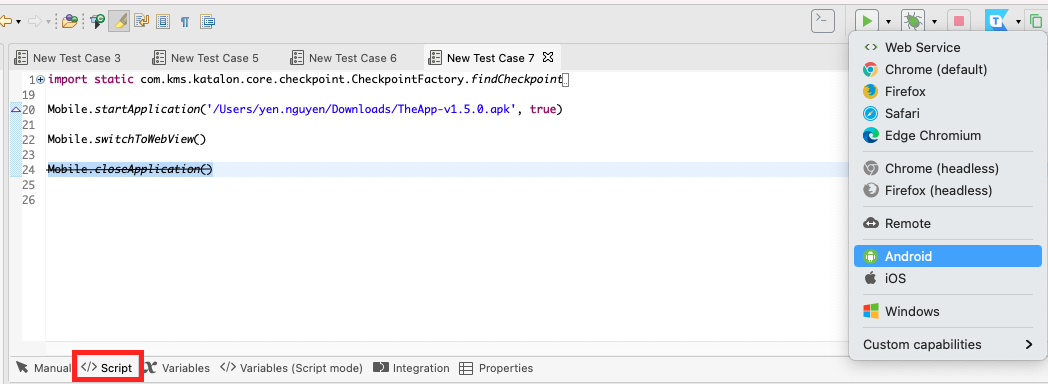 New Test Case 3
New Test Case 5
New Test Case 6
New Test Case 7
1 import static com.kms.katalon.core.checkpoint.CheckpointFactory.findCheckpoint
19
20 Mobile.startApplication('/Users/yen.nguyen/Downloads/TheApp-v1.5.0.apk', true)
21
22 Mobile.switchToWebView()
23
24 Mobile.closeApplication()
25
26
Web Service
Chrome (default)
Firefox
Safari
Edge Chromium
Chrome (headless)
Firefox (headless)
Remote
Android
iOS
Windows
Custom capabilities
Manual
</> Script
Variables
</> Variables (Script mode)
Integration
Properties